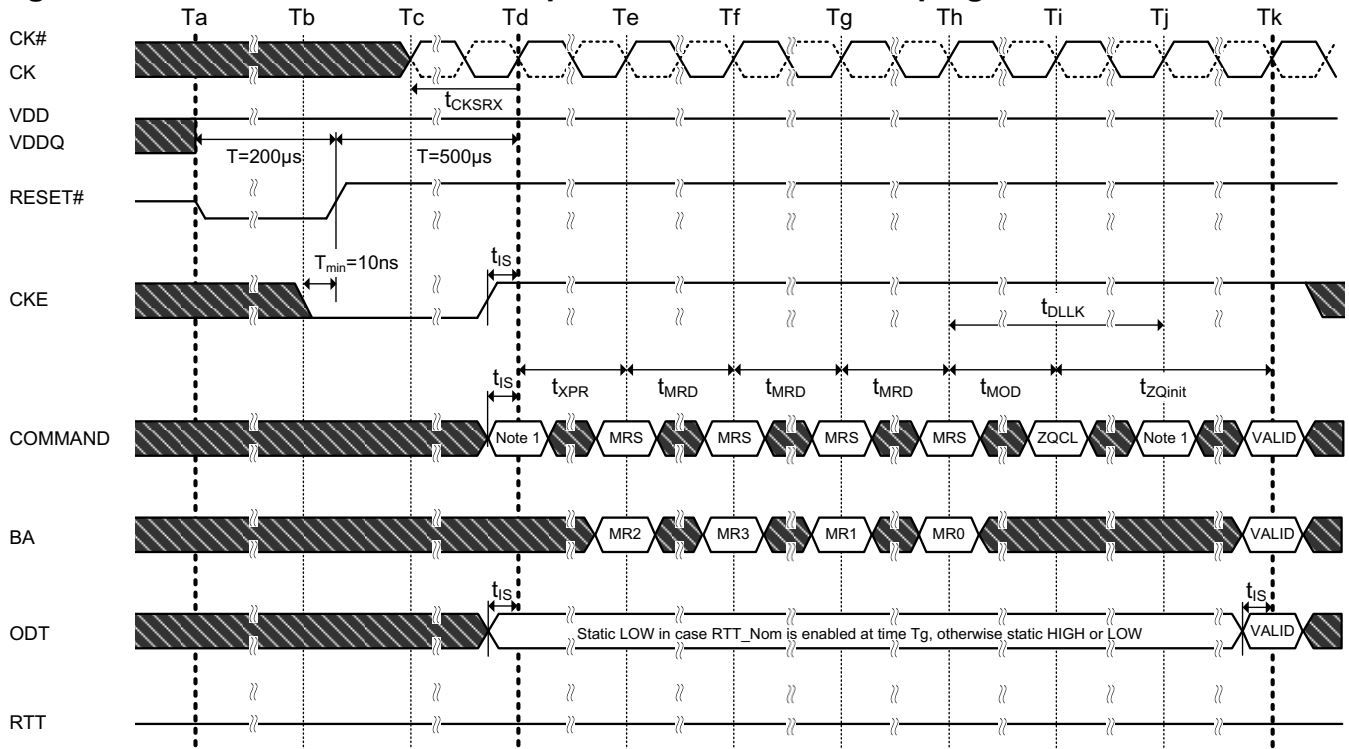 Ta Tb Tc Td Te Tf Tg Th Ti Tj Tk
CK#
CK
tCKSRX
VDD
VDDQ
T=200µs T=500µs
RESET#
Tmin=10ns
tIS
CKE
tDLLK
tIS
tXPR tMRD tMRD tMRD tMOD tZQinit
COMMAND Note 1 MRS MRS MRS MRS ZQCL Note 1 VALID
BA MR2 MR3 MR1 MR0 VALID
tIS tIS
ODT Static LOW in case RTT_Nom is enabled at time Tg, otherwise static HIGH or LOW VALID
RTT